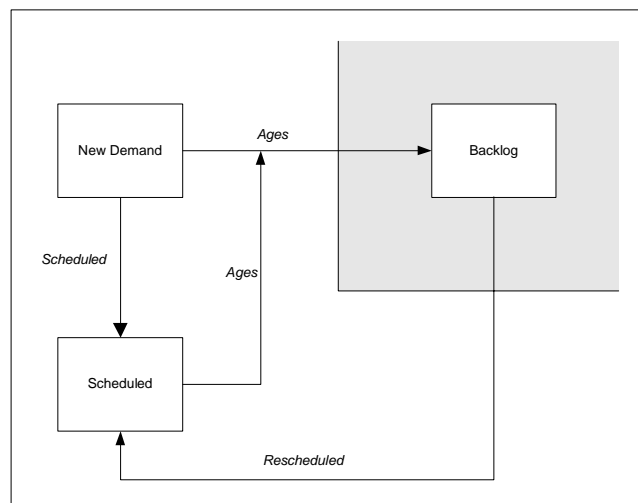 Ages
New Demand
Backlog
Scheduled
Ages
Scheduled
Rescheduled